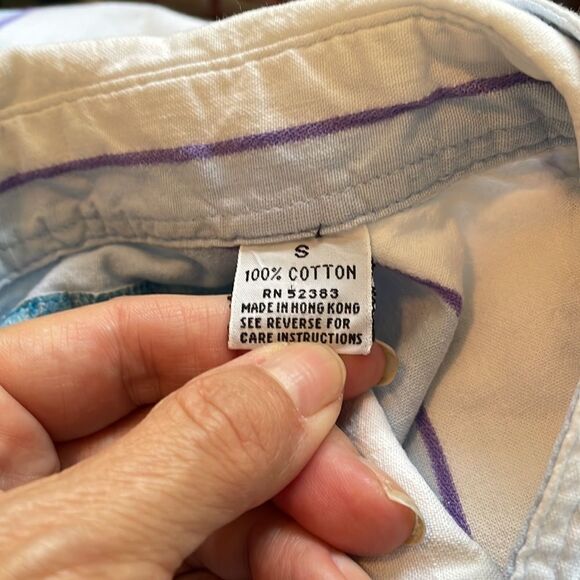 S
100% COTTON
RN 52383
MADE IN HONG KONG
SEE REVERSE FOR
CARE INSTRUCTIONS